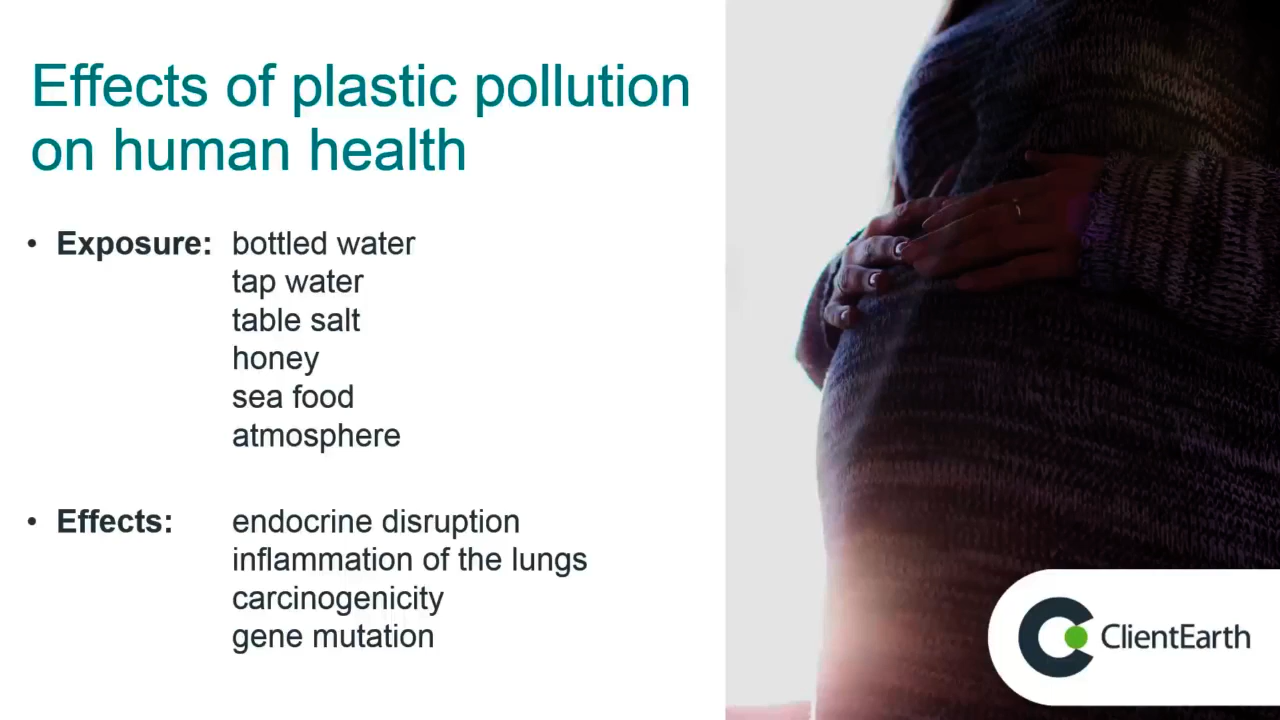 Effects of plastic pollution
on human health
• Exposure: bottled water
tap water
table salt
honey
sea food
atmosphere
• Effects: endocrine disruption
inflammation of the lungs
carcinogenicity
gene mutation
ClientEarth